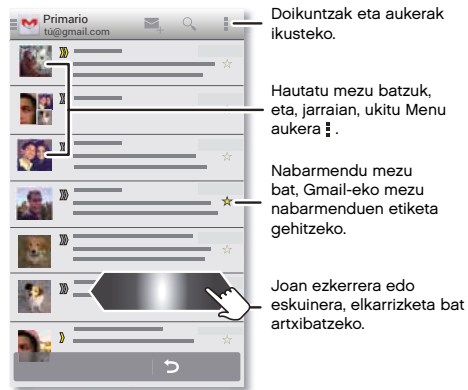 Primario
tú@gmail.com
Doikuntzak eta aukerak
ikusteko.
Hautatu mezu batzuk,
eta, jarraian, ukitu Menu
aukera .
Nabarmendu mezu
bat, Gmail-eko mezu
nabarmenduen etiketa
gehitzeko.
Joan ezkerrera edo
eskuinera, elkarrizketa bat
artxibatzeko.